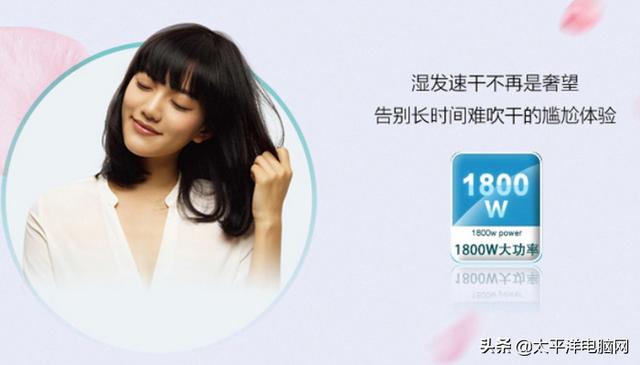 湿发速干不再是奢望
告别长时间难吹干的尴尬体验
1800
W
1800w power
1800W大功率
头条 @太平洋电脑网